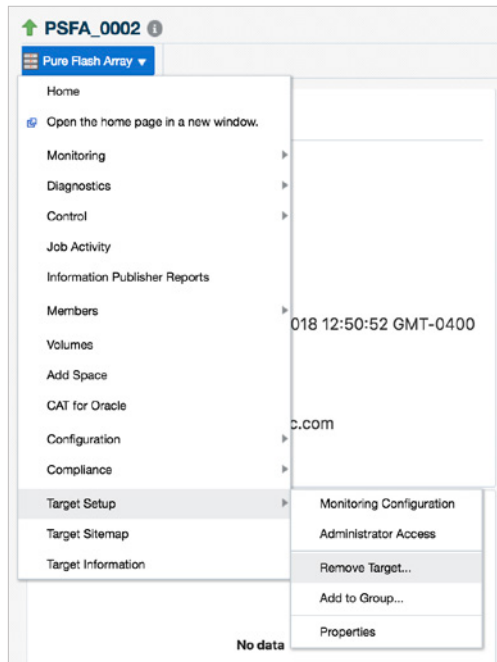 PSFA_0002
Pure Flash Array
Home
Open the home page in a new window.
Monitoring
Diagnostics
Control
Job Activity
Information Publisher Reports
Members
018 12:50:52 GMT-0400
Volumes
Add Space
CAT for Oracle
c.com
Configuration
Compliance
Target Setup
Monitoring Configuration
Target Sitemap
Administrator Access
Target Information
Remove Target...
Add to Group...
Properties
No data